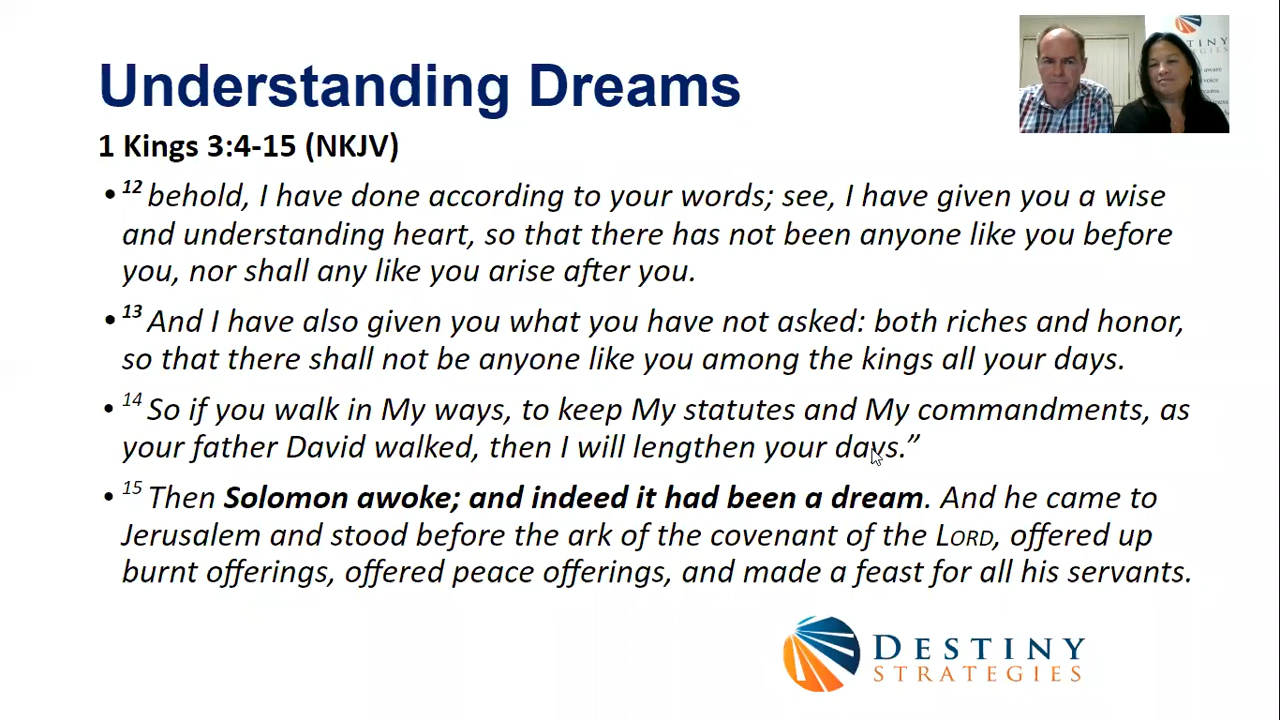 Understanding Dreams
1 Kings 3:4-15 (NKJV)
• 12 behold, I have done according to your words; see, I have given you a wise
and understanding heart, so that there has not been anyone like you before
you, nor shall any like you arise after you.
• 13 And I have also given you what you have not asked: both riches and honor,
so that there shall not be anyone like you among the kings all your days.
• 14 So if you walk in My ways, to keep My statutes and My commandments, as
your father David walked, then I will lengthen your days.”
• 15 Then Solomon awoke; and indeed it had been a dream. And he came to
Jerusalem and stood before the ark of the covenant of the LORD, offered up
burnt offerings, offered peace offerings, and made a feast for all his servants.
DESTINY
STRATEGIES
TINY
STRATEGIES
aware
voice